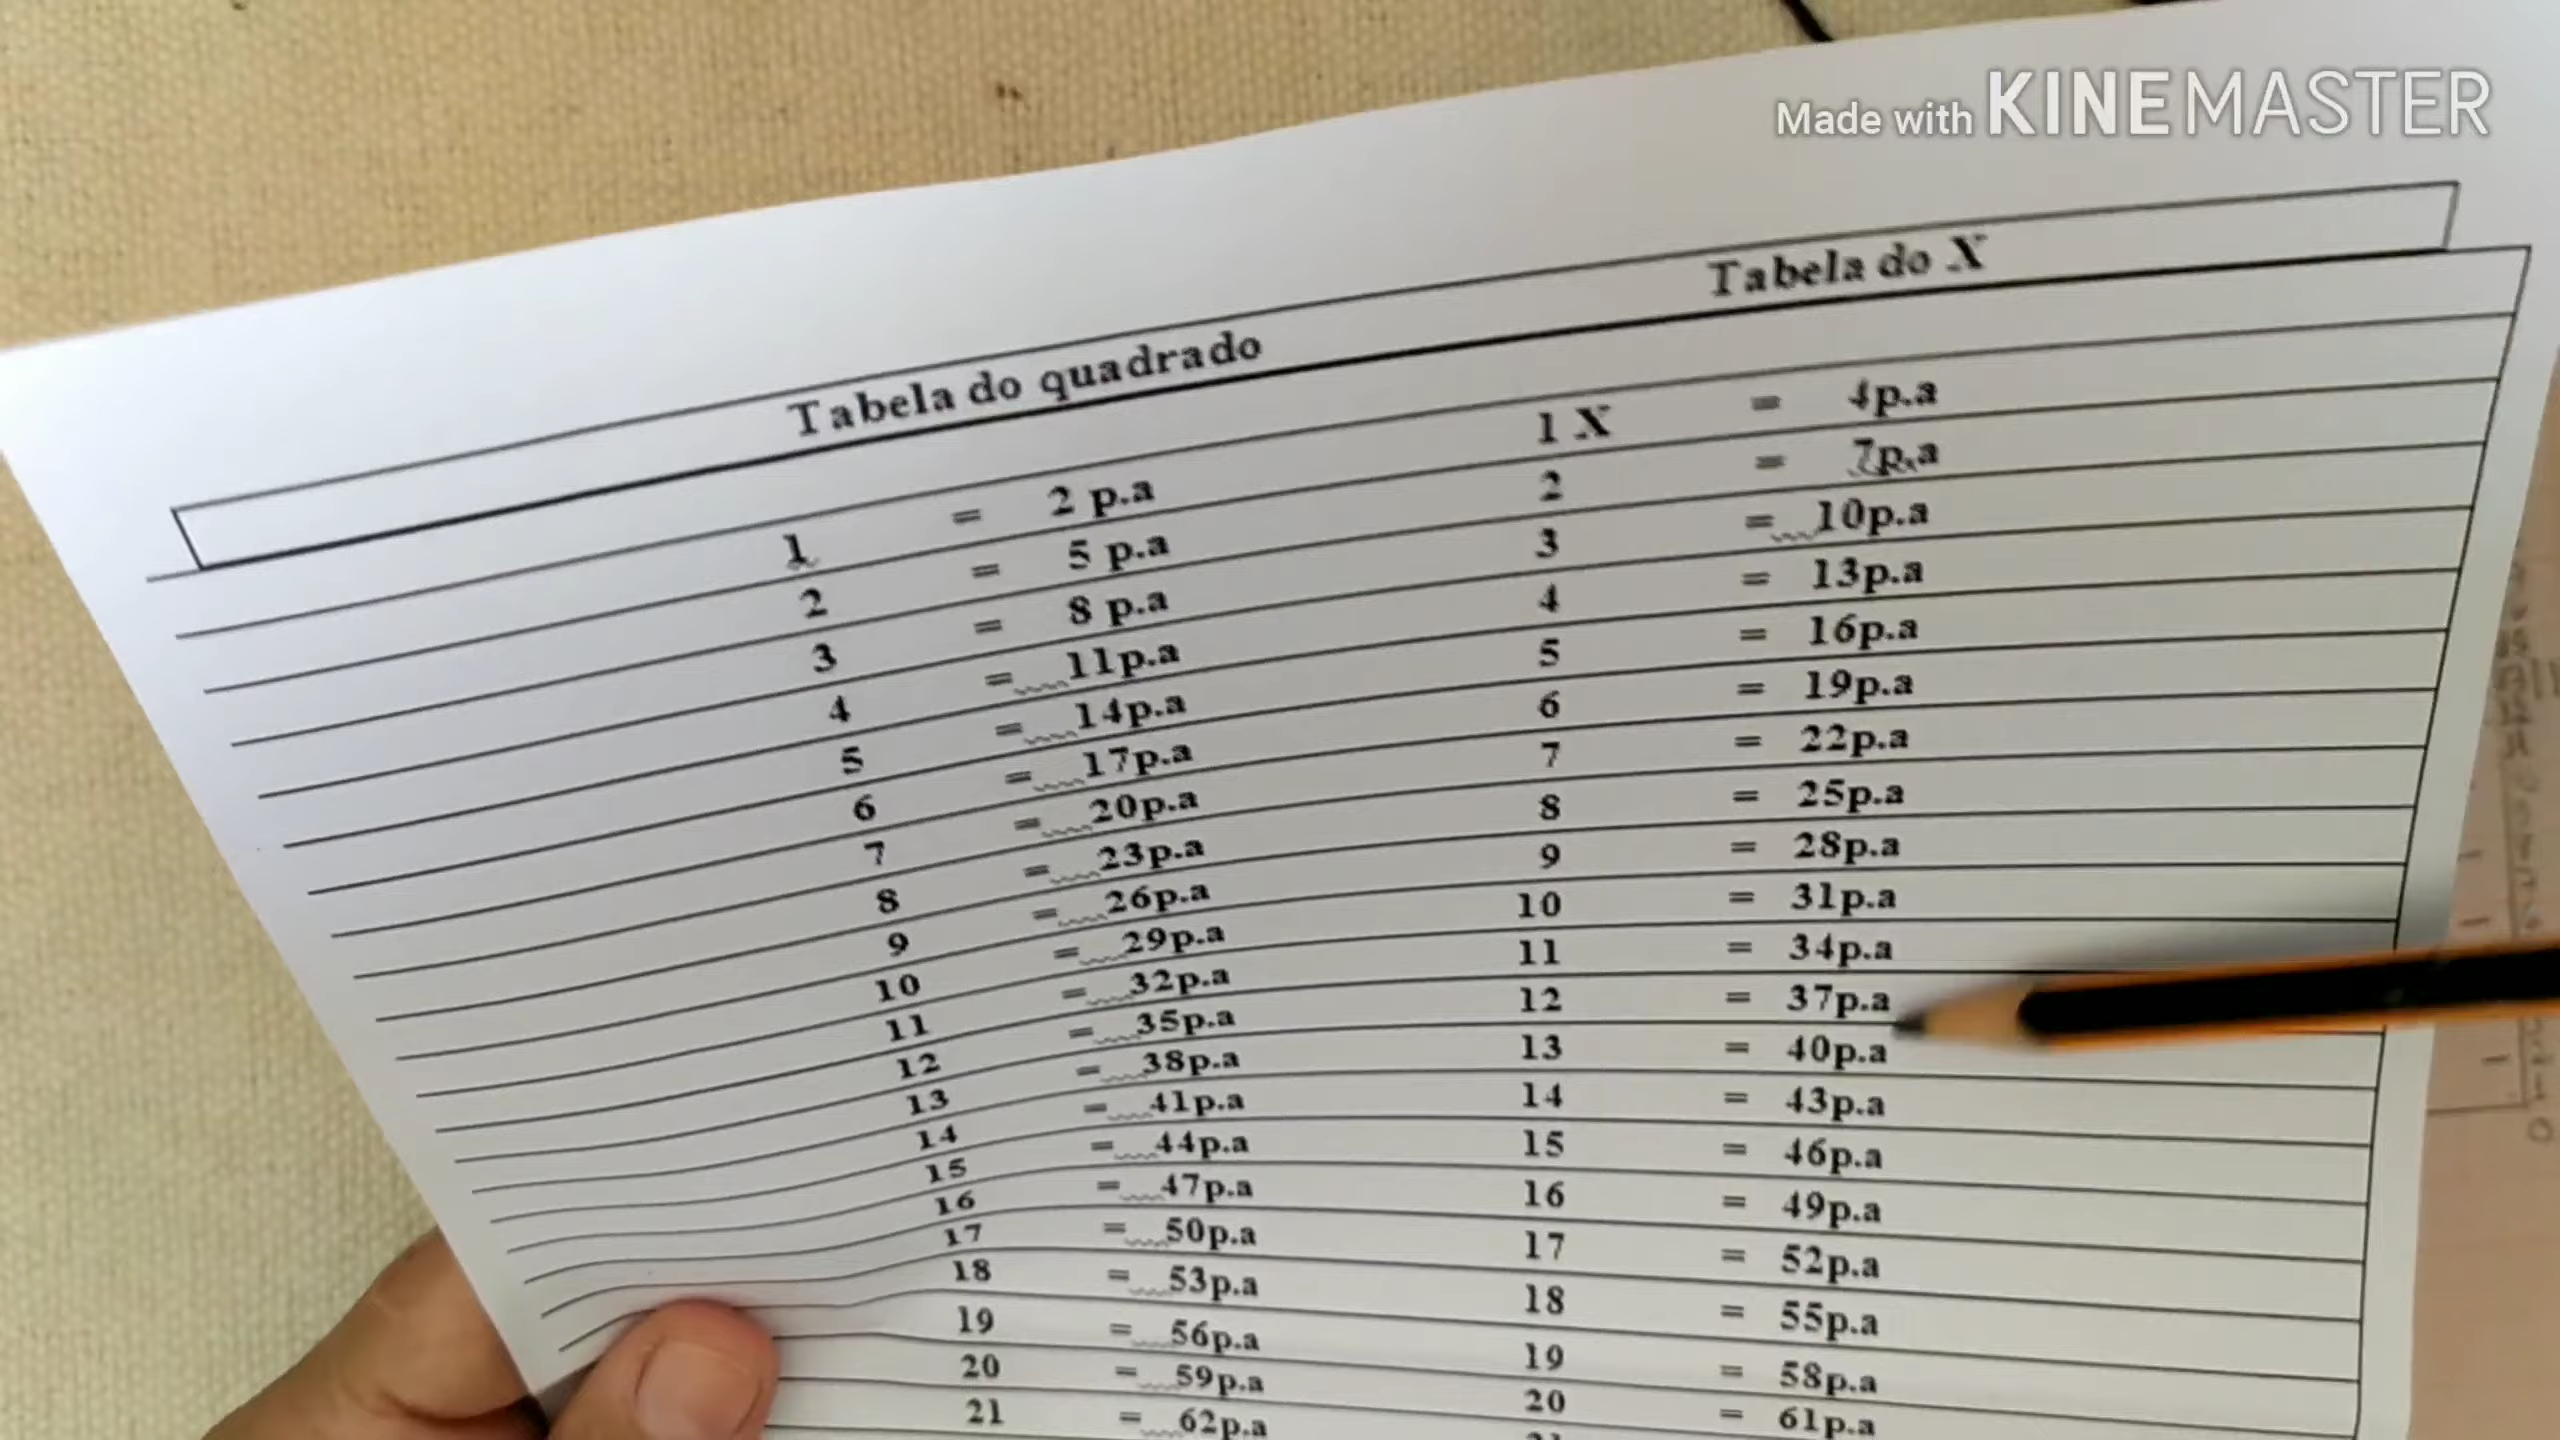 Made with KINEMASTER
Tabela do quadrado Tabela do X
1 = 2 p.a 1 X = 4p.a
2 = 5 p.a 2 = 7p.a
3 = 8 p.a 3 = 10p.a
4 = 11p.a 4 = 13p.a
5 = 14p.a 5 = 16p.a
6 = 17p.a 6 = 19p.a
7 = 20p.a 7 = 22p.a
8 = 23p.a 8 = 25p.a
9 = 26p.a 9 = 28p.a
10 = 29p.a 10 = 31p.a
11 = 32p.a 11 = 34p.a
12 = 35p.a 12 = 37p.a
13 = 38p.a 13 = 40p.a
14 = 41p.a 14 = 43p.a
15 = 44p.a 15 = 46p.a
16 = 47p.a 16 = 49p.a
17 = 50p.a 17 = 52p.a
18 = 53p.a 18 = 55p.a
19 = 56p.a 19 = 58p.a
20 = 59p.a 20 = 61p.a
21 = 62p.a